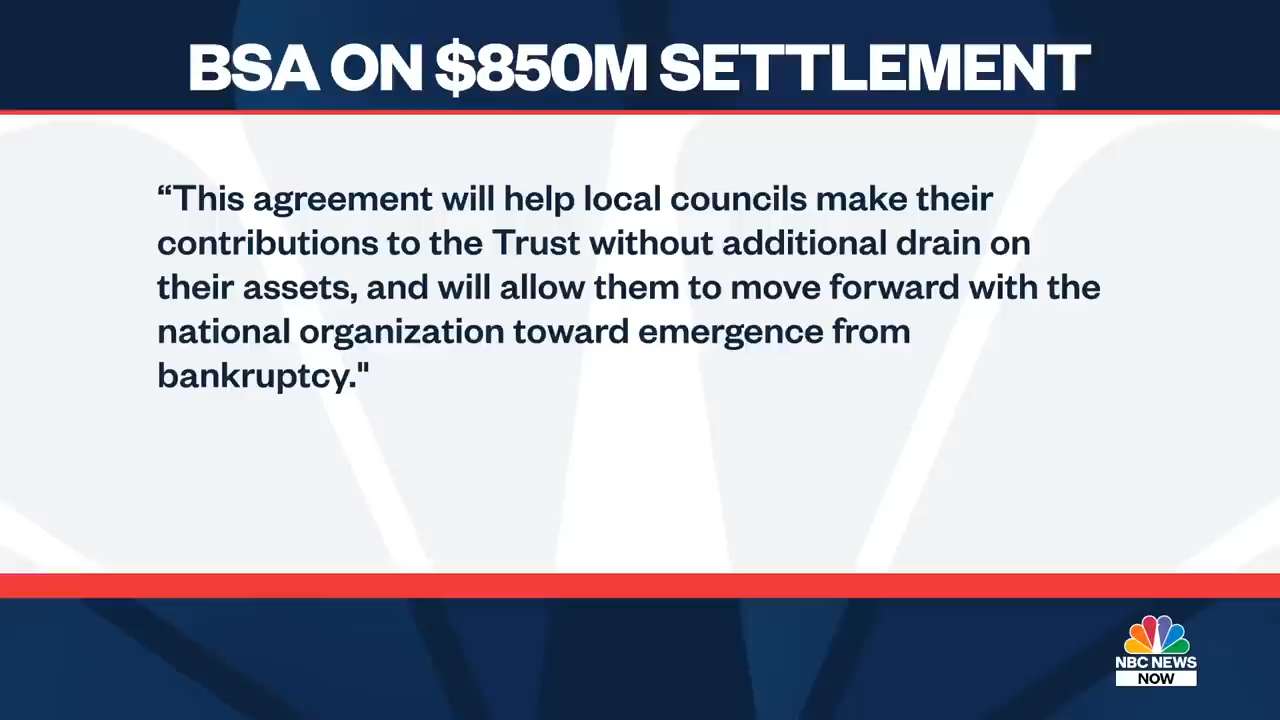 BSA ON $850M SETTLEMENT
“This agreement will help local councils make their
contributions to the Trust without additional drain on
their assets, and will allow them to move forward with the
national organization toward emergence from
bankruptcy."
NBC NEWS
NOW